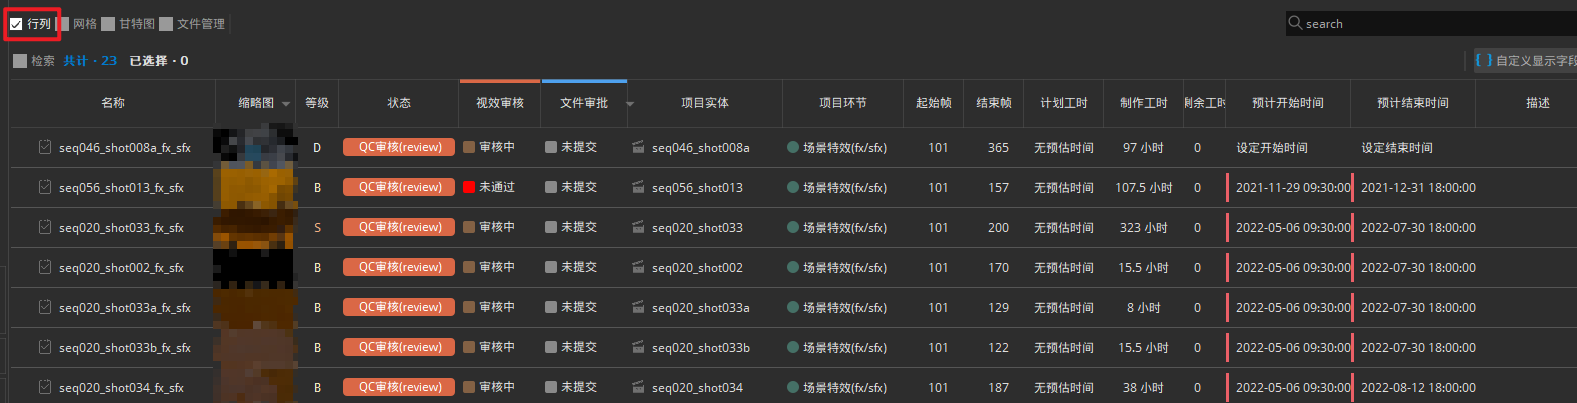 行列 网格 甘特图 文件管理 search
检索 共计 · 23 已选择 · 0 { } 自定义显示字段
名称 缩略图 等级 状态 视效审核 文件审批 项目实体 项目环节 起始帧 结束帧 计划工时 制作工时 剩余工时 预计开始时间 预计结束时间 描述
seq046_shot008a_fx_sfx D QC审核(review) 审核中 未提交 seq046_shot008a 场景特效(fx/sfx) 101 365 无预估时间 97 小时 0 设定开始时间 设定结束时间
seq056_shot013_fx_sfx B QC审核(review) 未通过 未提交 seq056_shot013 场景特效(fx/sfx) 101 157 无预估时间 107.5 小时 0 2021-11-29 09:30:00 2021-12-31 18:00:00
seq020_shot033_fx_sfx S QC审核(review) 审核中 未提交 seq020_shot033 场景特效(fx/sfx) 101 200 无预估时间 323 小时 0 2022-05-06 09:30:00 2022-07-30 18:00:00
seq020_shot002_fx_sfx B QC审核(review) 审核中 未提交 seq020_shot002 场景特效(fx/sfx) 101 170 无预估时间 15.5 小时 0 2022-05-06 09:30:00 2022-07-30 18:00:00
seq020_shot033a_fx_sfx B QC审核(review) 审核中 未提交 seq020_shot033a 场景特效(fx/sfx) 101 129 无预估时间 8 小时 0 2022-05-06 09:30:00 2022-07-30 18:00:00
seq020_shot033b_fx_sfx B QC审核(review) 审核中 未提交 seq020_shot033b 场景特效(fx/sfx) 101 122 无预估时间 15.5 小时 0 2022-05-06 09:30:00 2022-07-30 18:00:00
seq020_shot034_fx_sfx B QC审核(review) 审核中 未提交 seq020_shot034 场景特效(fx/sfx) 101 187 无预估时间 38 小时 0 2022-05-06 09:30:00 2022-08-12 18:00:00